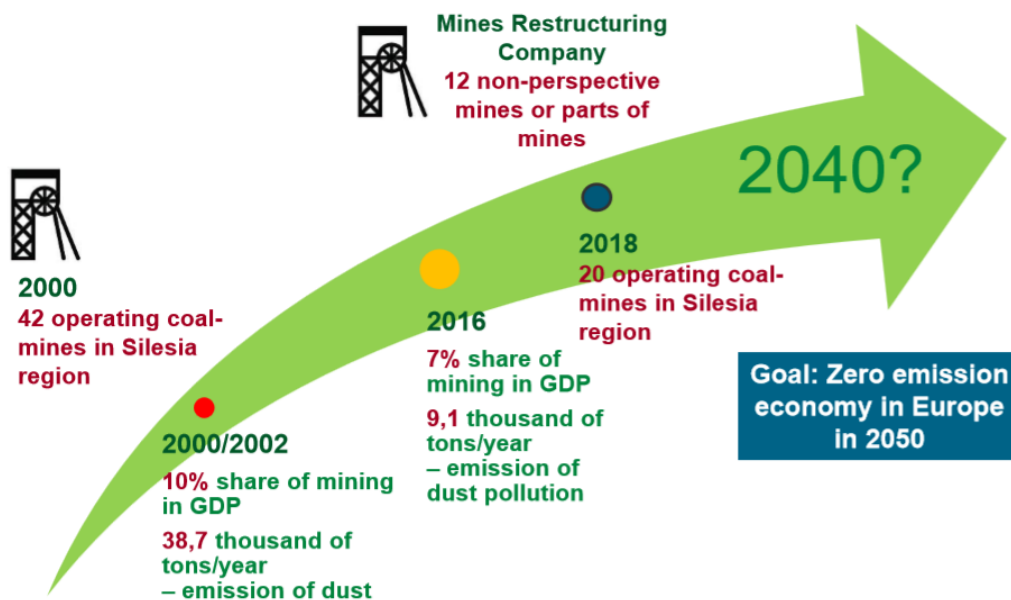 Mines Restructuring
Company
12 non-perspective
mines or parts of
mines
2040?
2000
42 operating coal-
mines in Silesia
region
2018
20 operating coal-
mines in Silesia
region
2016
7% share of
mining in GDP
9,1 thousand of
tons/year
– emission of
dust pollution
2000/2002
10% share of mining
in GDP
38,7 thousand of
tons/year
– emission of dust
Goal: Zero emission
economy in Europe
in 2050